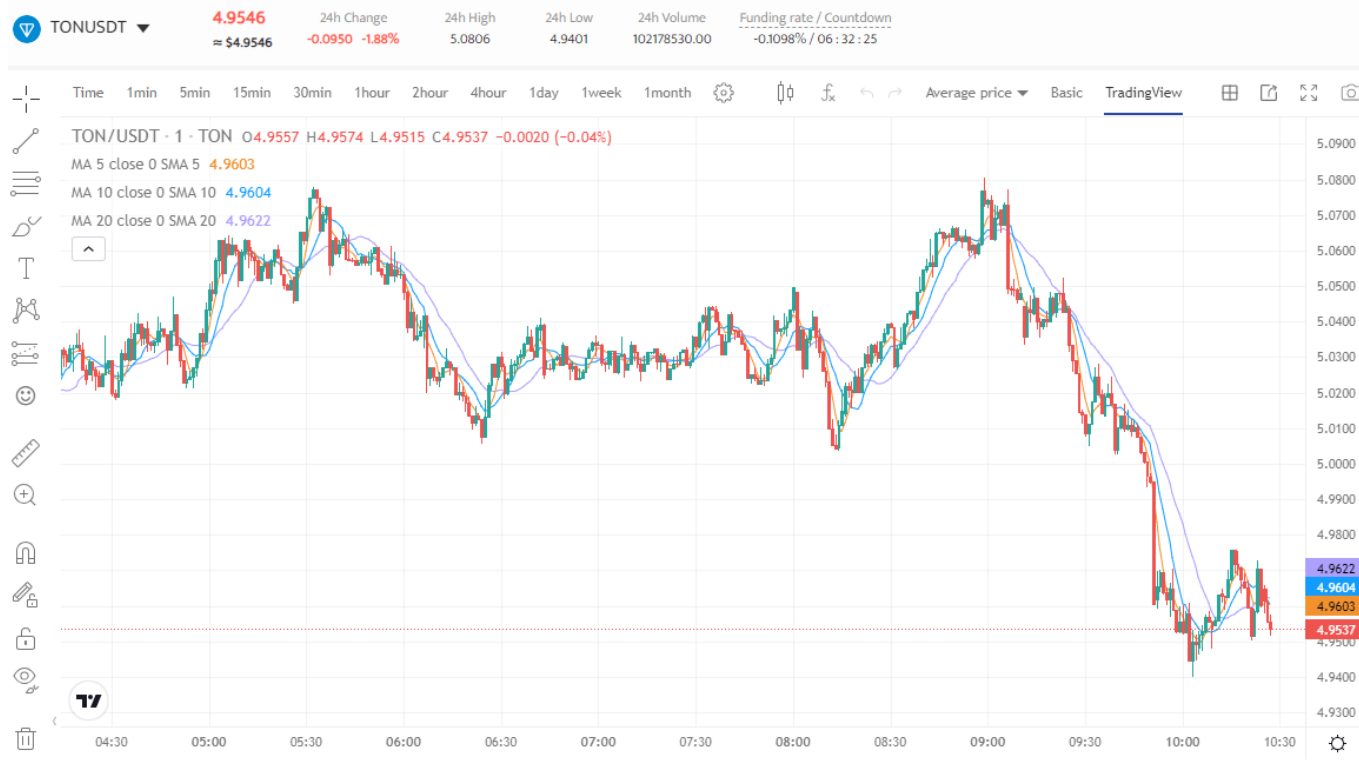 TONUSDT
4.9546
≈ $4.9546
24h Change
-0.0950 -1.88%
24h High
5.0806
24h Low
4.9401
24h Volume
102178530.00
Funding rate / Countdown
-0.1098% / 06 : 32 : 25
Time 1min 5min 15min 30min 1hour 2hour 4hour 1day 1week 1month Average price Basic TradingView
TON/USDT · 1 · TON O4.9557 H4.9574 L4.9515 C4.9537 −0.0020 (−0.04%)
MA 5 close 0 SMA 5 4.9603
MA 10 close 0 SMA 10 4.9604
MA 20 close 0 SMA 20 4.9622
5.0900
5.0800
5.0700
5.0600
5.0500
5.0400
5.0300
5.0200
5.0100
5.0000
4.9900
4.9800
4.9622
4.9604
4.9603
4.9537
4.9500
4.9400
4.9300
04:30 05:00 05:30 06:00 06:30 07:00 07:30 08:00 08:30 09:00 09:30 10:00 10:30